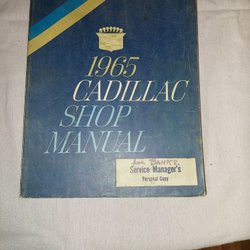 1965
CADILLAC
SHOP
MANUAL
Service Manager's
Personal Copy